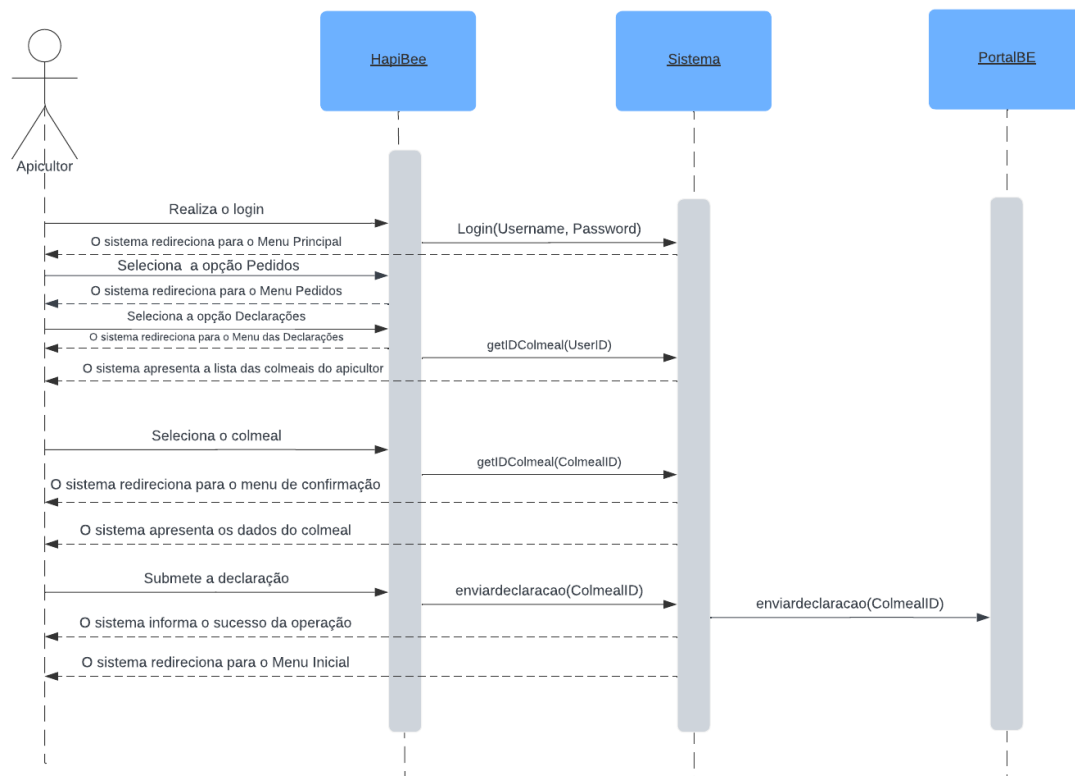 HapiBee
Sistema
PortalBE
Apicultor
Realiza o login
Login(Username, Password)
O sistema redireciona para o Menu Principal
Seleciona  a opção Pedidos
O sistema redireciona para o Menu Pedidos
Seleciona a opção Declarações
O sistema redireciona para o Menu das Declarações
getIDColmeal(UserID)
O sistema apresenta a lista das colmeais do apicultor
Seleciona o colmeal
getIDColmeal(ColmealID)
O sistema redireciona para o menu de confirmação
O sistema apresenta os dados do colmeal
Submete a declaração
enviardeclaracao(ColmealID)
enviardeclaracao(ColmealID)
O sistema informa o sucesso da operação
O sistema redireciona para o Menu Inicial